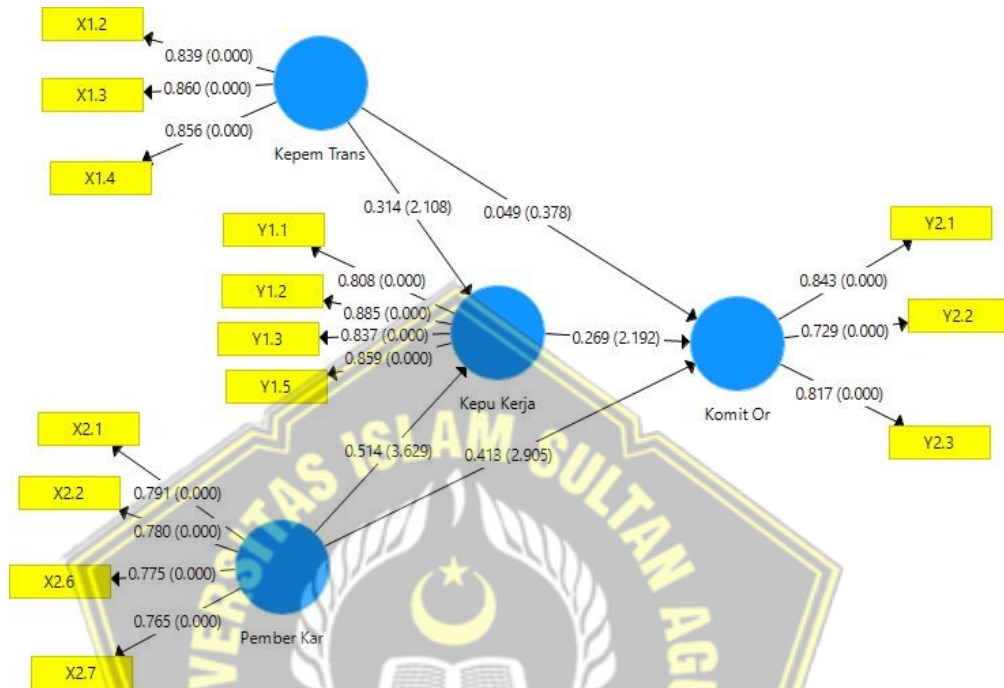 X1.2
0.839 (0.000)
X1.3
0.860 (0.000)
0.856 (0.000)
X1.4
Kepem Trans
0.314 (2.108)
0.049 (0.378)
Y1.1
0.808 (0.000)
Y1.2
0.885 (0.000)
Y1.3
0.837 (0.000)
0.859 (0.000)
Y1.5
Kepu Kerja
0.269 (2.192)
Y2.1
0.843 (0.000)
Y2.2
0.729 (0.000)
0.817 (0.000)
Komit Or
Y2.3
X2.1
0.514 (3.629)
0.413 (2.905)
0.791 (0.000)
X2.2
0.780 (0.000)
X2.6
0.775 (0.000)
0.765 (0.000)
Pember Kar
X2.7
ISLAM SULTAN